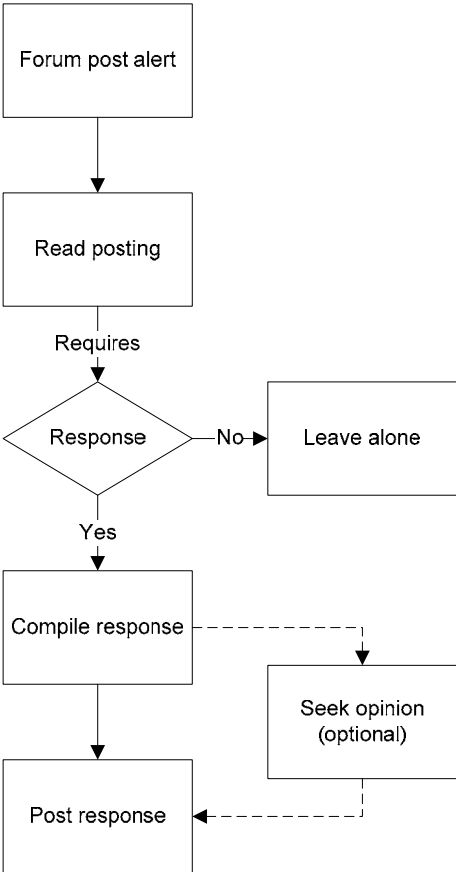 Forum post alert
Read posting
Requires
Response
No
Leave alone
Yes
Compile response
Seek opinion
(optional)
Post response